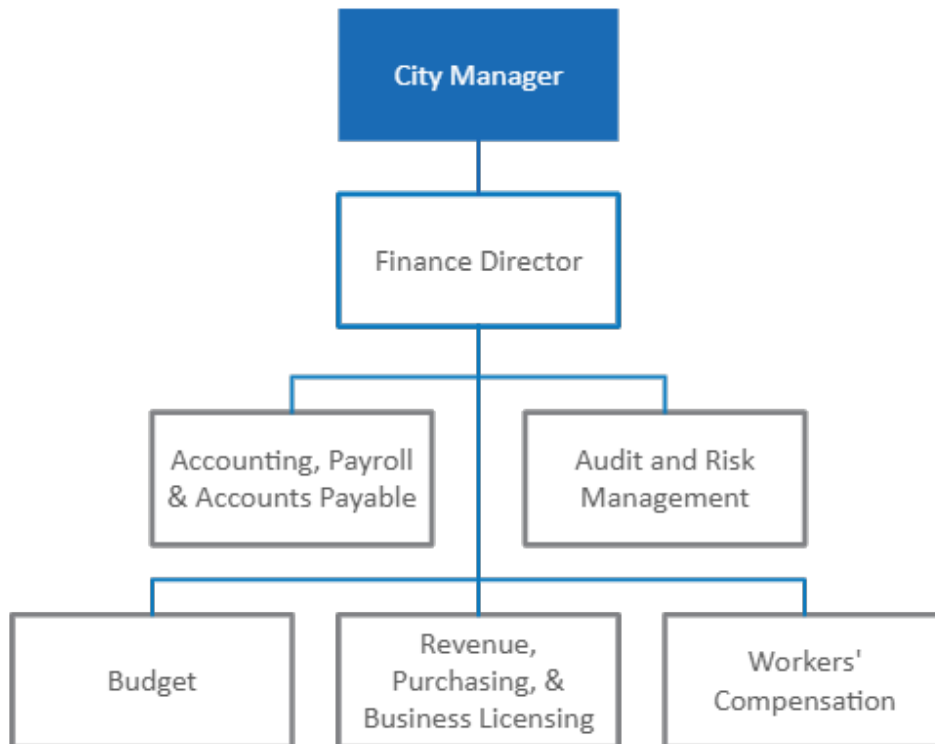 City Manager
Finance Director
Accounting, Payroll
& Accounts Payable
Audit and Risk
Management
Budget
Revenue,
Purchasing, &
Business Licensing
Workers'
Compensation